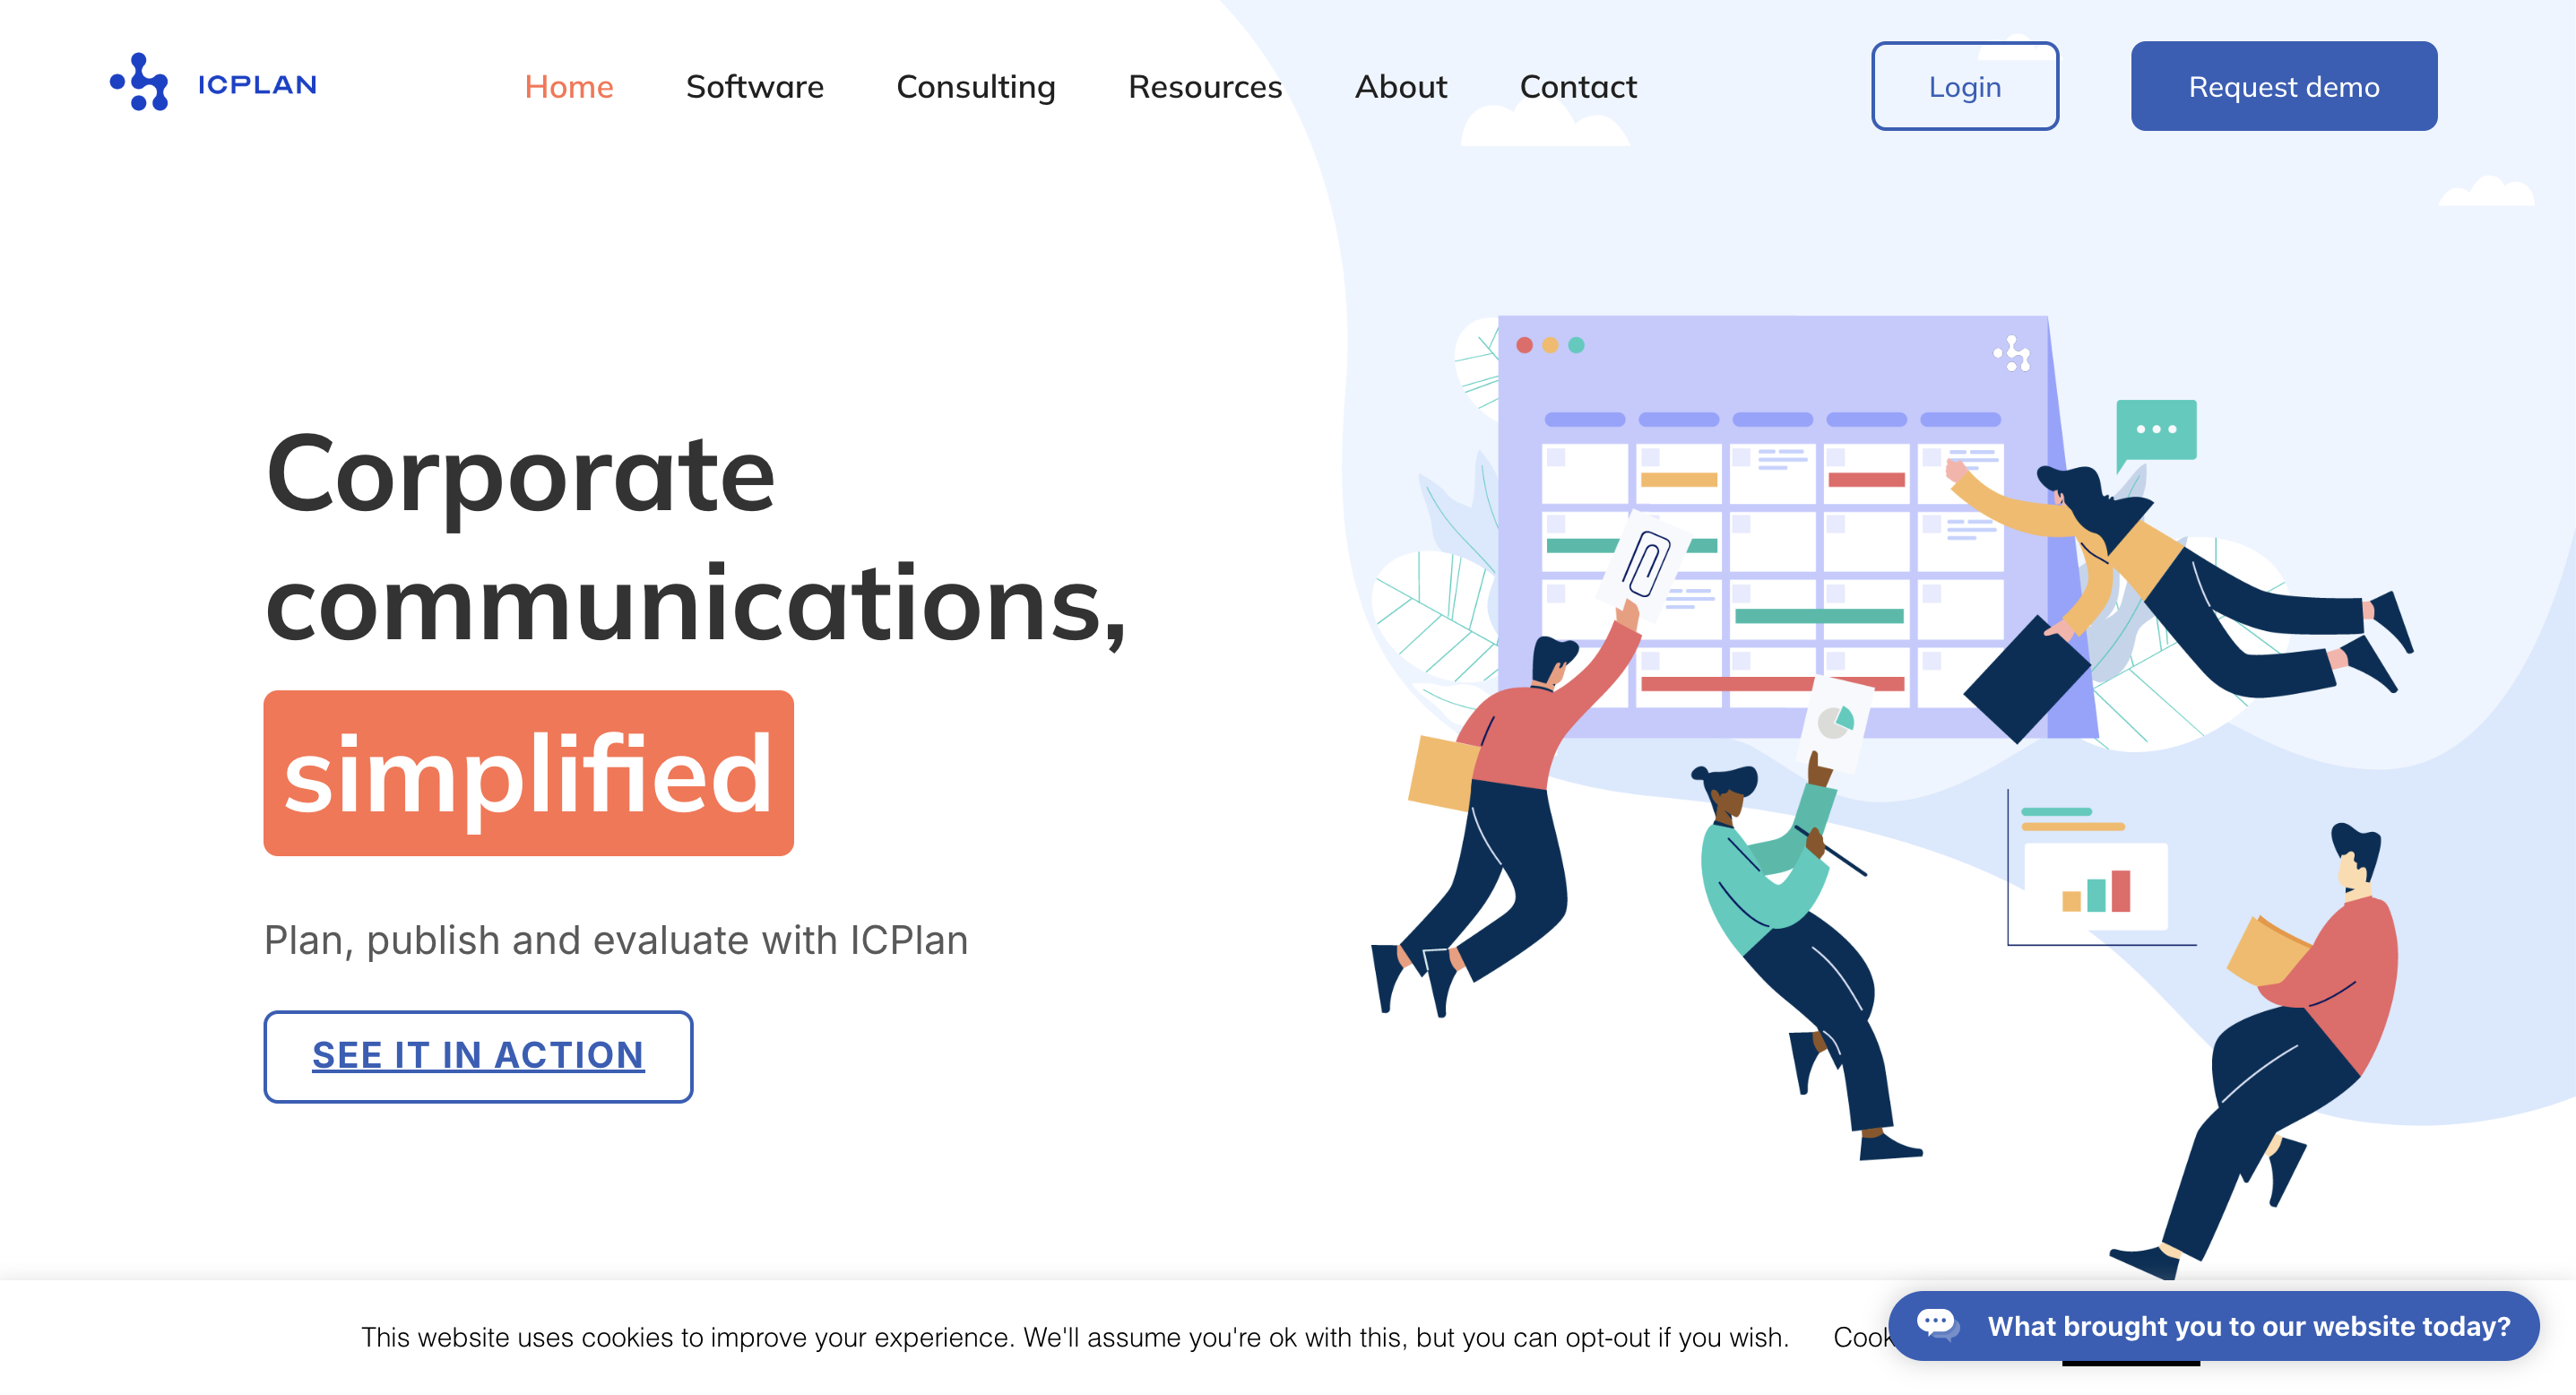 ICPLAN
Home
Software
Consulting
Resources
About
Contact
Login
Request demo
Corporate
communications,
simplified
Plan, publish and evaluate with ICPlan
SEE IT IN ACTION
This website uses cookies to improve your experience. We'll assume you're ok with this, but you can opt-out if you wish.
What brought you to our website today?